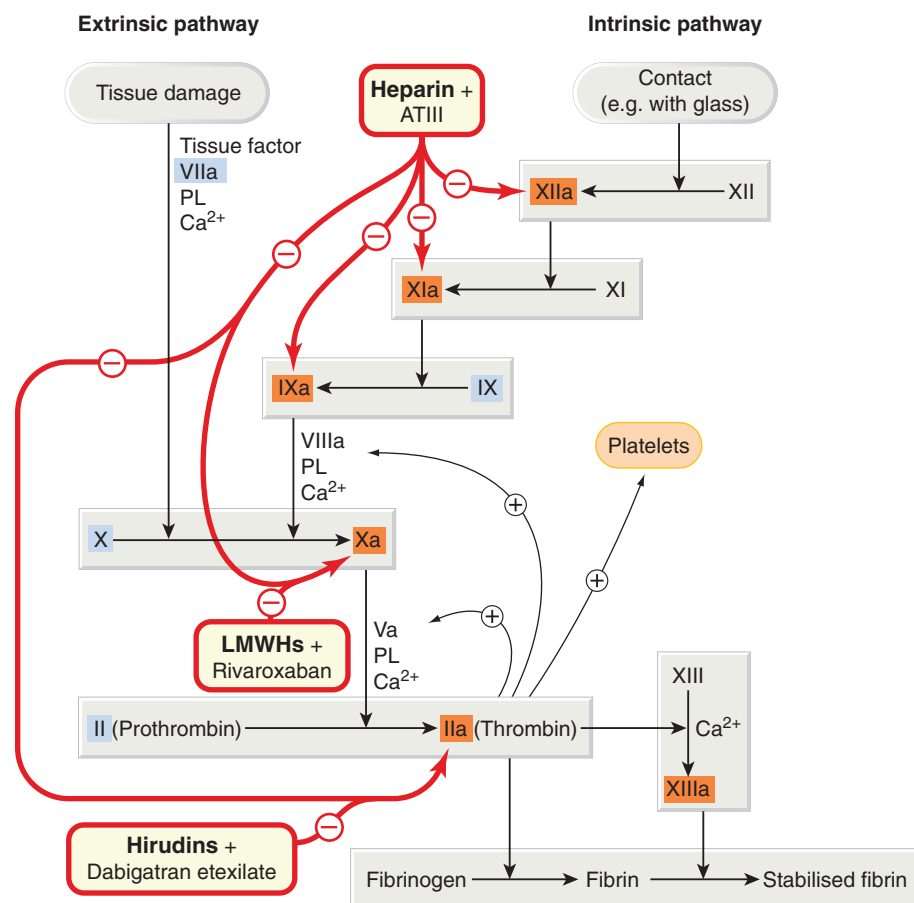 Extrinsic pathway
Intrinsic pathway
Tissue damage
Heparin +
ATIII
Contact
(e.g. with glass)
Tissue factor
VIIa
PL
Ca²⁺
−
XIIa
XII
−
−
−
−
XIa
XI
−
IXa
IX
VIIIa
PL
Ca²⁺
Platelets
+
X
Xa
+
−
LMWHs +
Rivaroxaban
Va
PL
Ca²⁺
+
XIII
Ca²⁺
XIIIa
II (Prothrombin)
IIa (Thrombin)
−
Hirudins +
Dabigatran etexilate
Fibrinogen
Fibrin
Stabilised fibrin